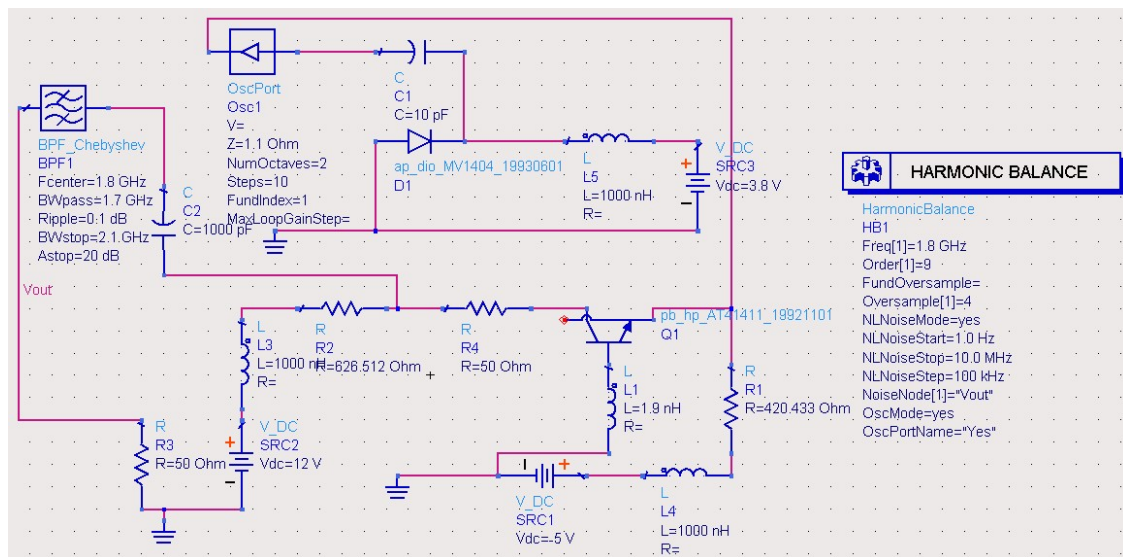 OscPort
Osc1
V=
Z=1.1 Ohm
NumOctaves=2
Steps=10
FundIndex=1
MaxLoopGainStep=
C
C1
C=10 pF
ap_dio_MV1404_19930601
D1
L
L5
L=1000 nH
R=
V_DC
SRC3
Vdc=3.8 V
BPF_Chebyshev
BPF1
Fcenter=1.8 GHz
BWpass=1.7 GHz
Ripple=0.1 dB
BWstop=2.1 GHz
Astop=20 dB
C
C2
C=1000 pF
Vout
HARMONIC BALANCE
HarmonicBalance
HB1
Freq[1]=1.8 GHz
Order[1]=9
FundOversample=
Oversample[1]=4
NLNoiseMode=yes
NLNoiseStart=1.0 Hz
NLNoiseStop=10.0 MHz
NLNoiseStep=100 kHz
NoiseNode[1]="Vout"
OscMode=yes
OscPortName="Yes"
L
L3
L=1000 nH
R=
R
R2
R=626.512 Ohm
R
R4
R=50 Ohm
pb_hp_AT41411_19921101
Q1
L
L1
L=1.9 nH
R=
R
R1
R=420.433 Ohm
R
R3
R=50 Ohm
V_DC
SRC2
Vdc=12 V
V_DC
SRC1
Vdc=-5 V
L
L4
L=1000 nH
R=